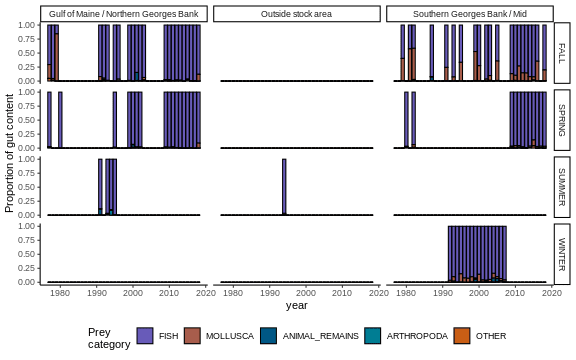 Gulf of Maine / Northern Georges Bank
Outside stock area
Southern Georges Bank / Mid
Proportion of gut content
1.00
0.75
0.50
0.25
0.00
FALL
1.00
0.75
0.50
0.25
0.00
SPRING
1.00
0.75
0.50
0.25
0.00
SUMMER
1.00
0.75
0.50
0.25
0.00
WINTER
1980 1990 2000 2010 2020
1980 1990 2000 2010 2020
1980 1990 2000 2010 2020
year
Prey
category
FISH
MOLLUSCA
ANIMAL_REMAINS
ARTHROPODA
OTHER